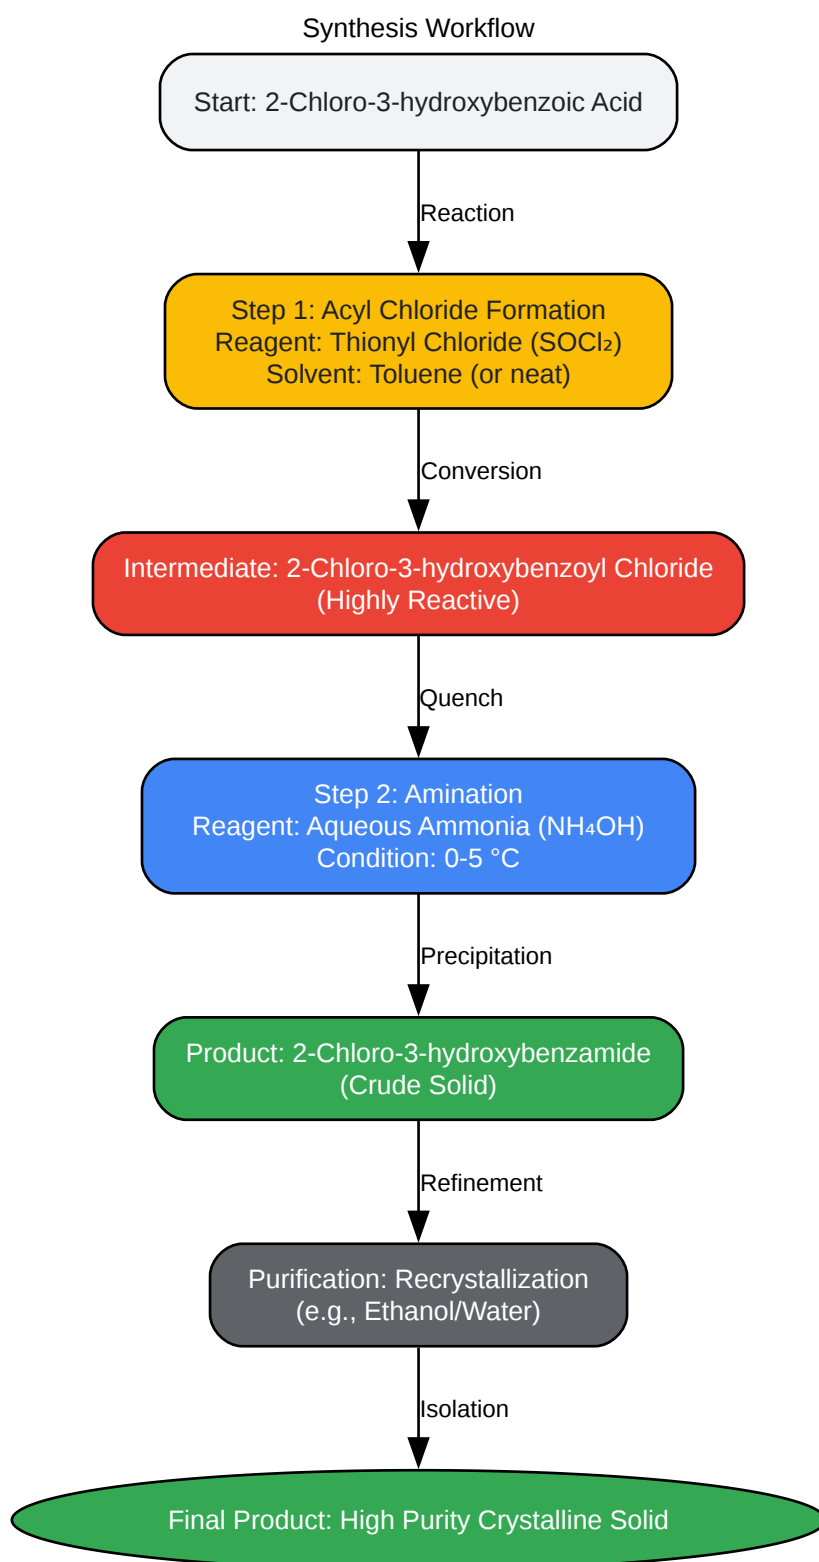 Synthesis Workflow
Start: 2-Chloro-3-hydroxybenzoic Acid
Reaction
Step 1: Acyl Chloride Formation
Reagent: Thionyl Chloride (SOCl₂)
Solvent: Toluene (or neat)
Conversion
Intermediate: 2-Chloro-3-hydroxybenzoyl Chloride
(Highly Reactive)
Quench
Step 2: Amination
Reagent: Aqueous Ammonia (NH₄OH)
Condition: 0-5 °C
Precipitation
Product: 2-Chloro-3-hydroxybenzamide
(Crude Solid)
Refinement
Purification: Recrystallization
(e.g., Ethanol/Water)
Isolation
Final Product: High Purity Crystalline Solid